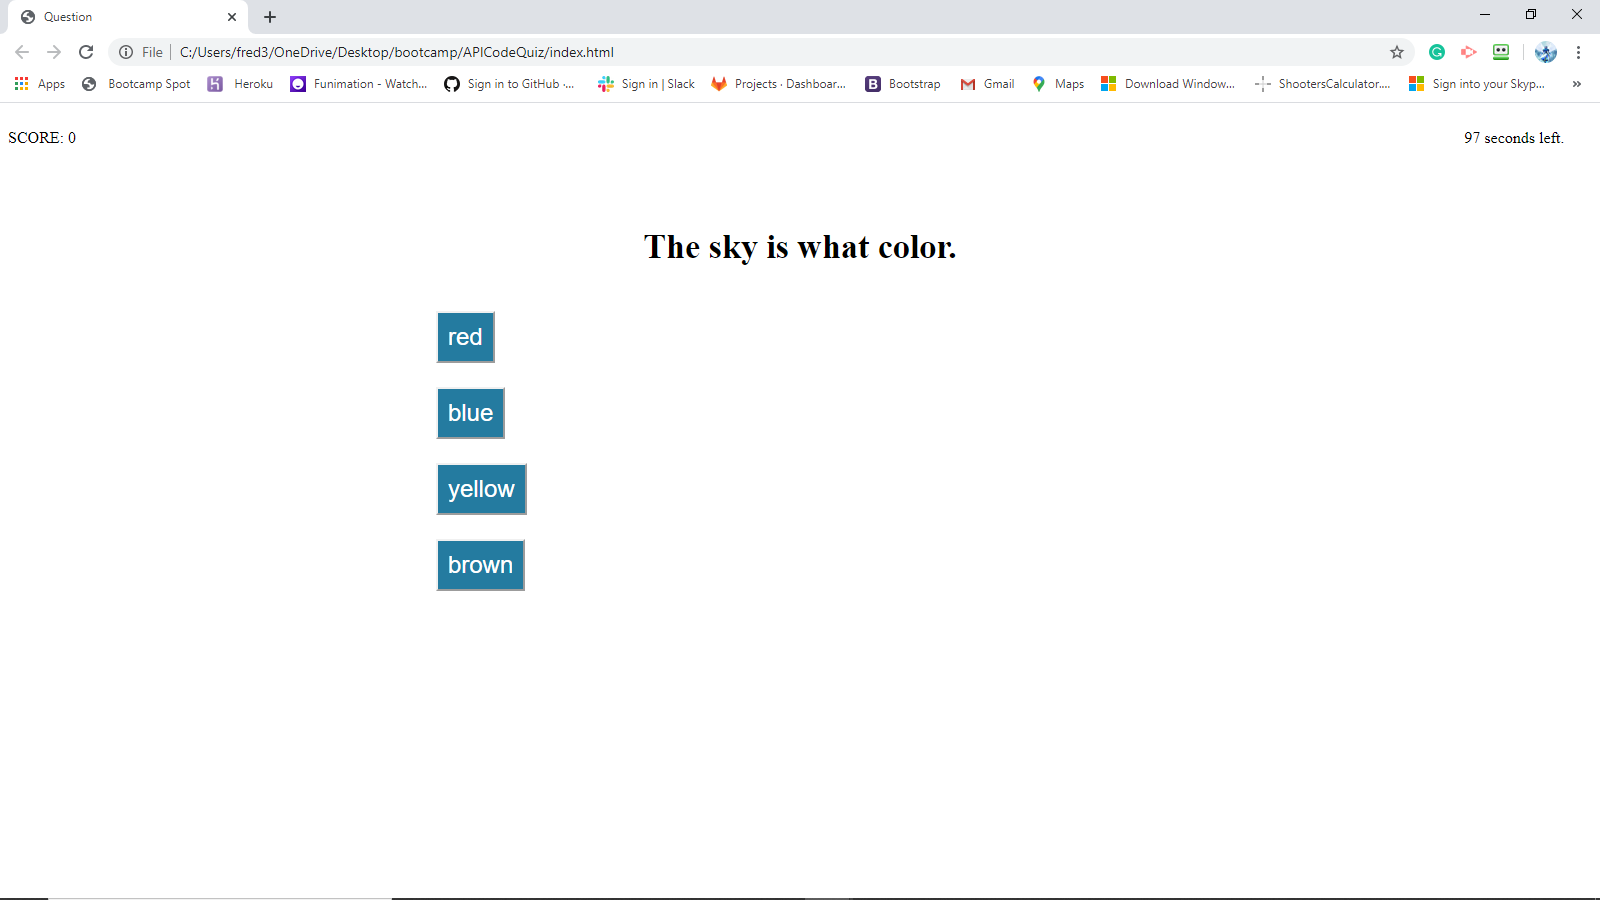 Question
File C:/Users/fred3/OneDrive/Desktop/bootcamp/APICodeQuiz/index.html
Apps Bootcamp Spot Heroku Funimation - Watch... Sign in to GitHub ·... Sign in | Slack Projects · Dashboar... B Bootstrap Gmail Maps Download Window... ShootersCalculator.... Sign into your Skyp... »
SCORE: 0 97 seconds left.
The sky is what color.
red
blue
yellow
brown